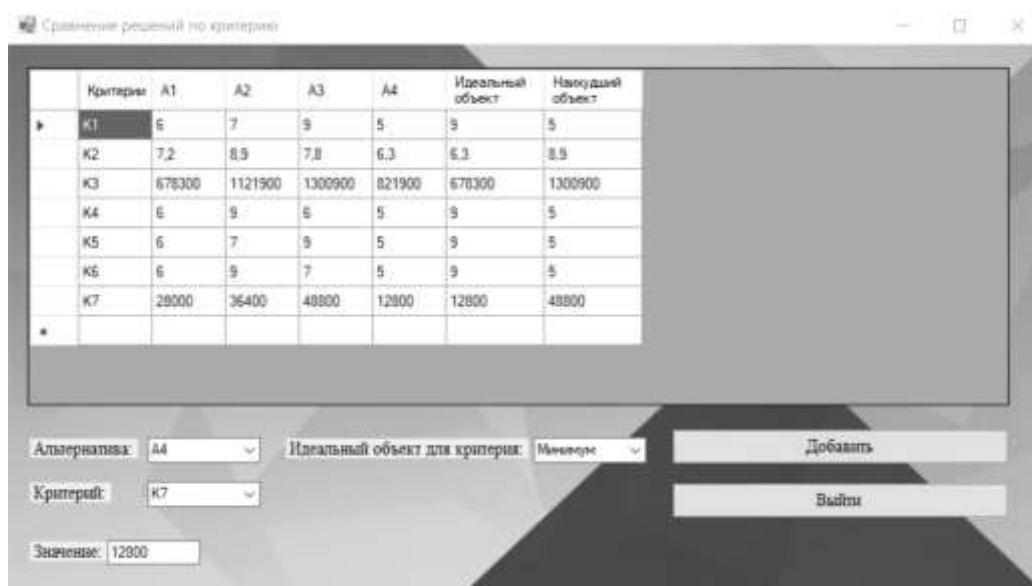 Сравнение решений по критерию
Критерии A1 A2 A3 A4 Идеальный объект Наихудший объект
K1 6 7 9 5 9 5
K2 7,2 8,9 7,8 6,3 6,3 8,9
K3 678300 1121900 1300900 821900 678300 1300900
K4 6 9 6 5 9 5
K5 6 7 9 5 9 5
K6 6 9 7 5 9 5
K7 28000 36400 48800 12800 12800 48800
Альтернатива: A4 Идеальный объект для критерия: Минимум Добавить
Критерий: K7 Выйти
Значение: 12800